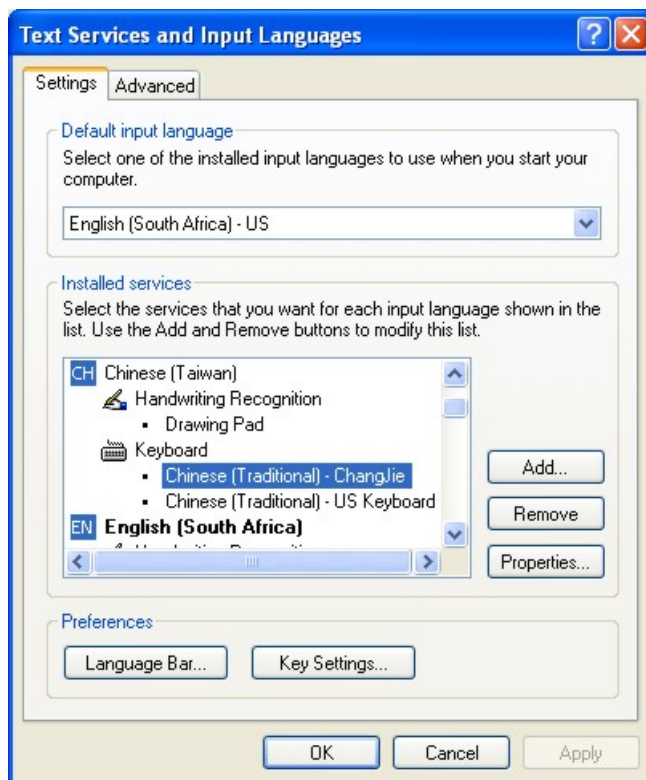 Text Services and Input Languages
Settings
Advanced
Default input language
Select one of the installed input languages to use when you start your
computer.
English (South Africa) - US
Installed services
Select the services that you want for each input language shown in the
list. Use the Add and Remove buttons to modify this list.
CH Chinese (Taiwan)
Handwriting Recognition
Drawing Pad
Keyboard
Chinese (Traditional) - ChangJie
Chinese (Traditional) - US Keyboard
EN English (South Africa)
Add...
Remove
Properties...
Preferences
Language Bar...
Key Settings...
OK
Cancel
Apply